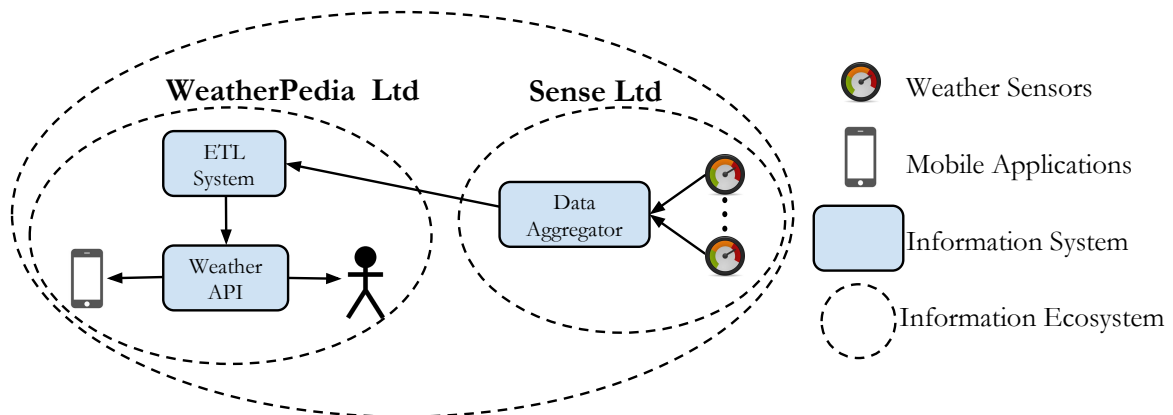 WeatherPedia Ltd
Sense Ltd
ETL
System
Weather
API
Data
Aggregator
Weather Sensors
Mobile Applications
Information System
Information Ecosystem